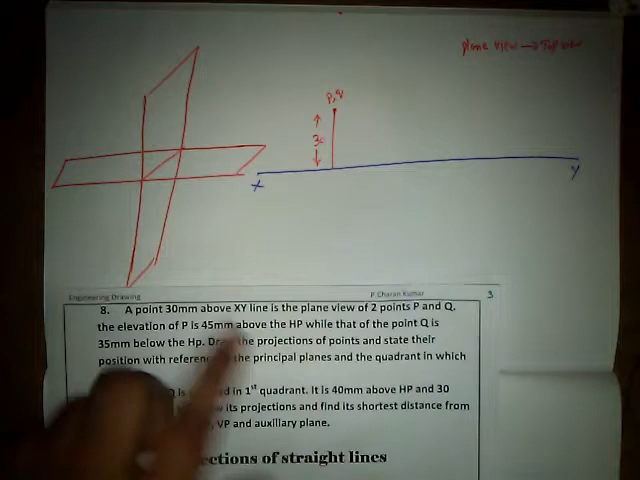 plane view → Top view
P, q
30
X
Y
Engineering Drawing P Charan Kumar 3
8. A point 30mm above XY line is the plane view of 2 points P and Q.
the elevation of P is 45mm above the HP while that of the point Q is
35mm below the Hp. Draw the projections of points and state their
position with reference the principal planes and the quadrant in which
Q is in 1st quadrant. It is 40mm above HP and 30
its projections and find its shortest distance from
VP and auxiliary plane.
ections of straight lines